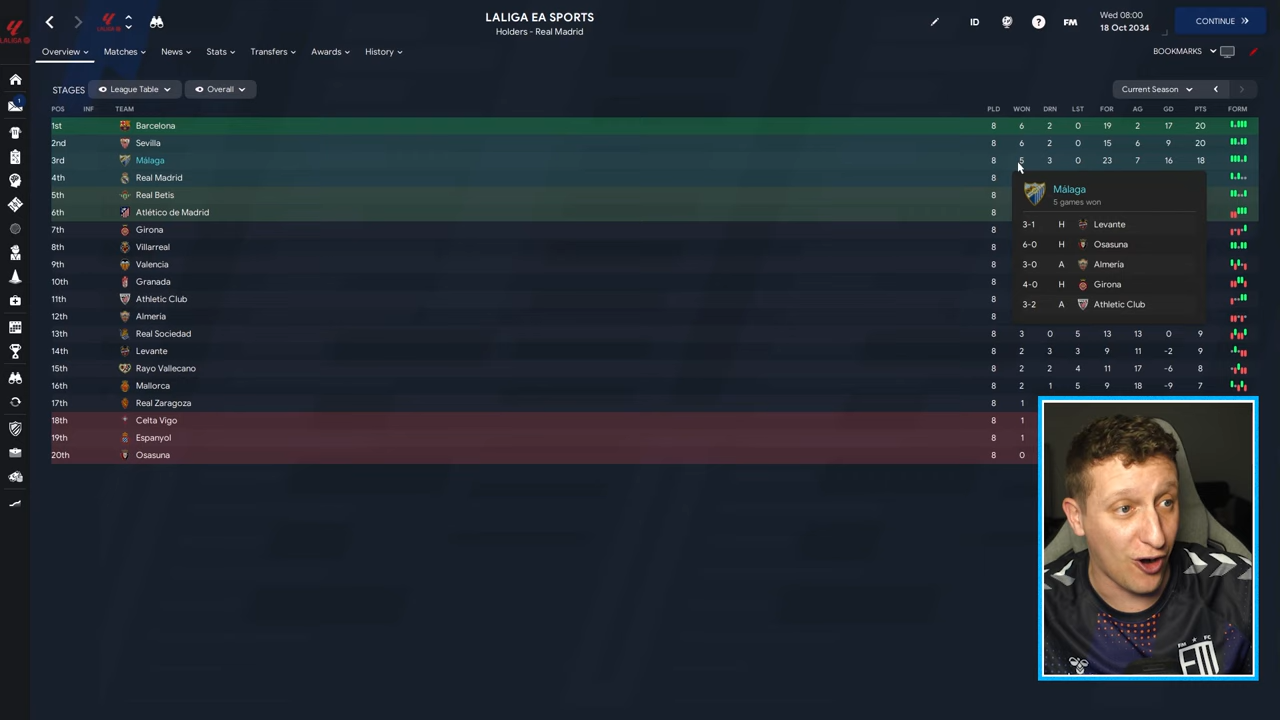 LALIGA EA SPORTS
Holders - Real Madrid
ID
FM
Wed 08:00
18 Oct 2034
CONTINUE
Overview Matches News Stats Transfers Awards History
BOOKMARKS
STAGES League Table Overall Current Season
POS INF TEAM PLD WON DRN LST FOR AG GD PTS FORM
1st Barcelona 8 6 2 0 19 2 17 20
2nd Sevilla 8 6 2 0 15 6 9 20
3rd Málaga 8 5 3 0 23 7 16 18
4th Real Madrid 8
5th Real Betis 8
6th Atlético de Madrid 8
7th Girona 8
8th Villarreal 8
9th Valencia 8
10th Granada 8
11th Athletic Club 8
12th Almería 8
13th Real Sociedad 8 3 0 5 13 13 0 9
14th Levante 8 2 3 3 9 11 -2 9
15th Rayo Vallecano 8 2 2 4 11 17 -6 8
16th Mallorca 8 2 1 5 9 18 -9 7
17th Real Zaragoza 8 1
18th Celta Vigo 8 1
19th Espanyol 8 1
20th Osasuna 8 0
Málaga
5 games won
3-1 H Levante
6-0 H Osasuna
3-0 A Almería
4-0 H Girona
3-2 A Athletic Club
LALIGA
1
FM FC